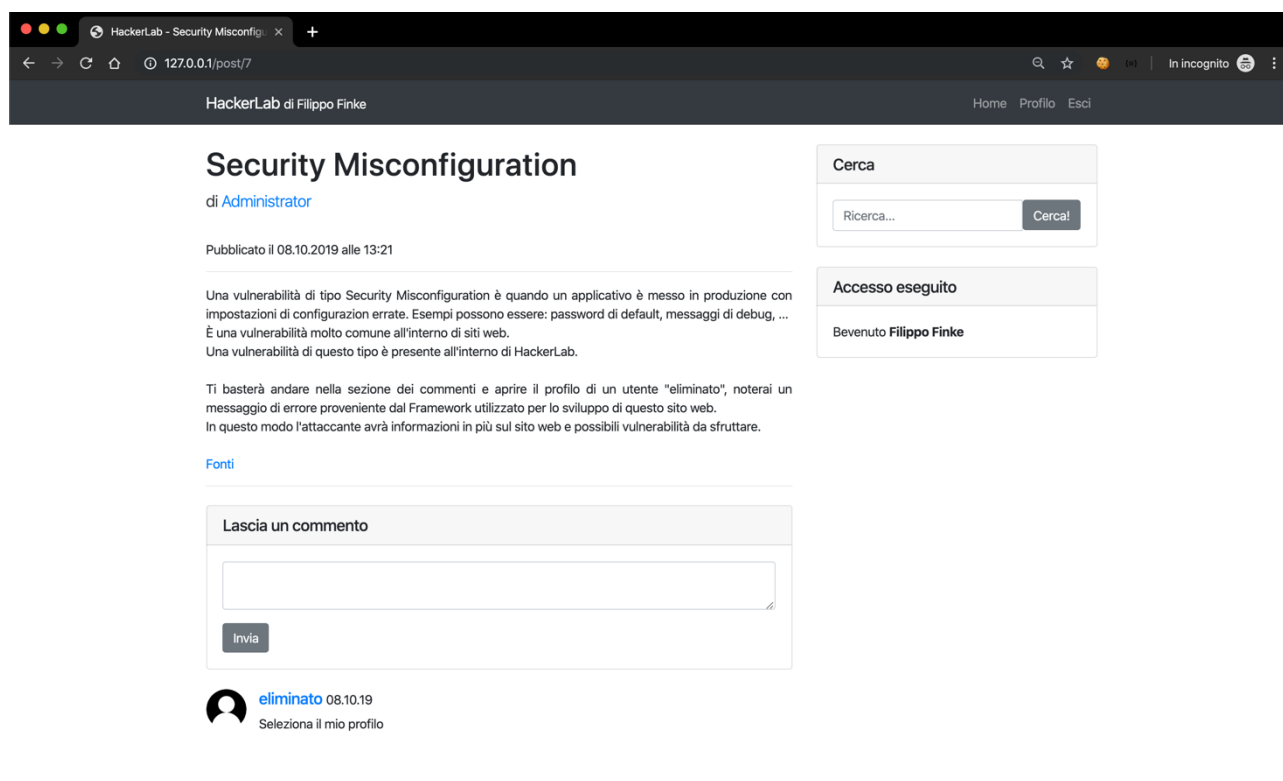 HackerLab - Security Misconfigu
127.0.0.1/post/7
In incognito
HackerLab di Filippo Finke
Home Profilo Esci
Security Misconfiguration
di Administrator
Pubblicato il 08.10.2019 alle 13:21
Una vulnerabilità di tipo Security Misconfiguration è quando un applicativo è messo in produzione con
impostazioni di configurazion errate. Esempi possono essere: password di default, messaggi di debug, ...
È una vulnerabilità molto comune all'interno di siti web.
Una vulnerabilità di questo tipo è presente all'interno di HackerLab.
Ti basterà andare nella sezione dei commenti e aprire il profilo di un utente "eliminato", noterai un
messaggio di errore proveniente dal Framework utilizzato per lo sviluppo di questo sito web.
In questo modo l'attaccante avrà informazioni in più sul sito web e possibili vulnerabilità da sfruttare.
Fonti
Lascia un commento
Invia
eliminato 08.10.19
Seleziona il mio profilo
Cerca
Ricerca...
Cerca!
Accesso eseguito
Bevenuto Filippo Finke